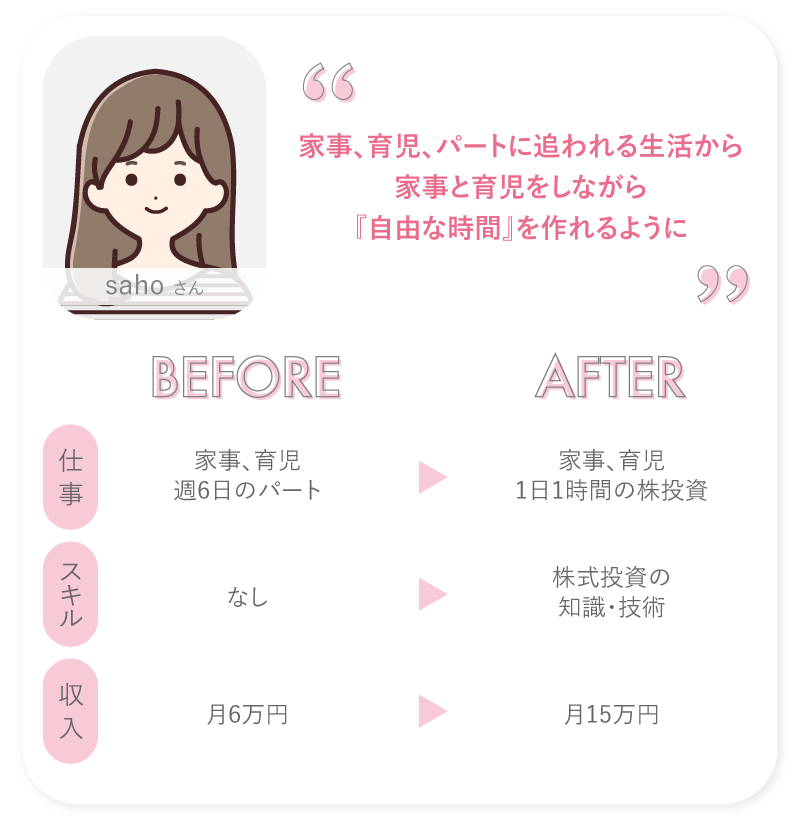 “
家事、育児、パートに追われる生活から
家事と育児をしながら
『自由な時間』を作れるように
”
saho さん
BEFORE
AFTER
仕事
家事、育児
週6日のパート
家事、育児
1日1時間の株投資
スキル
なし
株式投資の
知識・技術
収入
月6万円
月15万円